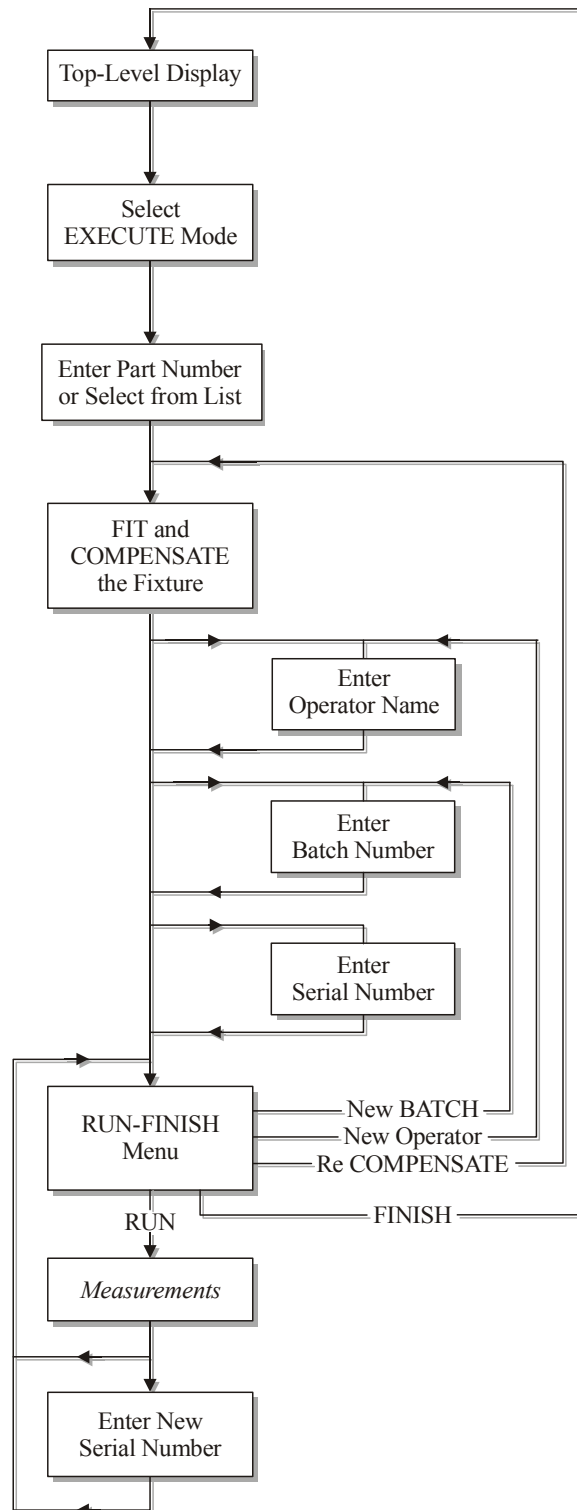 Top-Level Display
Select
EXECUTE Mode
Enter Part Number
or Select from List
FIT and
COMPENSATE
the Fixture
Enter
Operator Name
Enter
Batch Number
Enter
Serial Number
RUN-FINISH
Menu
New BATCH
New Operator
Re COMPENSATE
FINISH
RUN
Measurements
Enter New
Serial Number